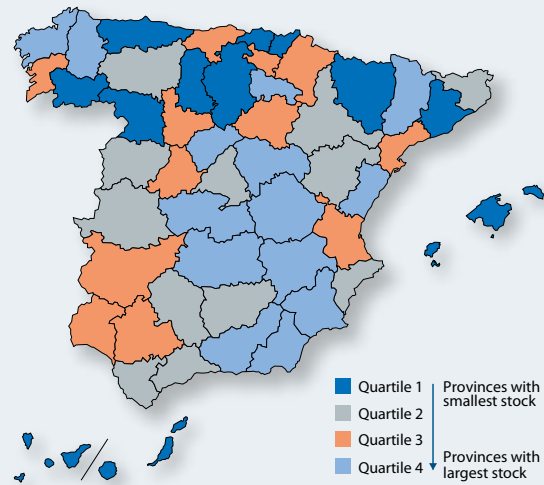 Quartile 1
Quartile 2
Quartile 3
Quartile 4
Provinces with
smallest stock
Provinces with
largest stock